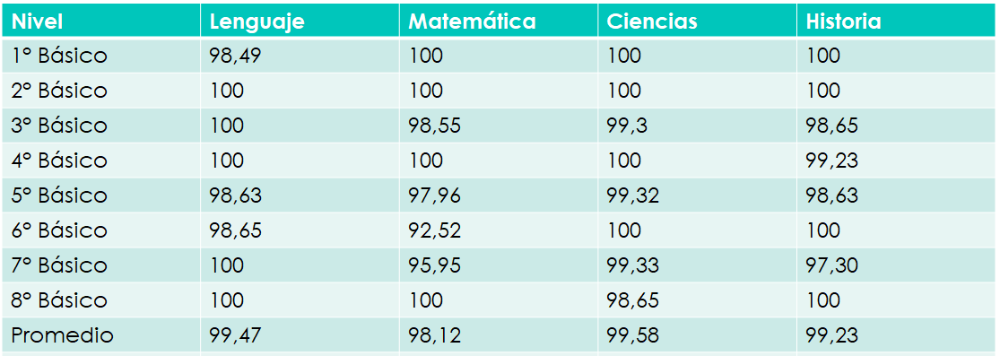 Nivel Lenguaje Matemática Ciencias Historia
1° Básico 98,49 100 100 100
2° Básico 100 100 100 100
3° Básico 100 98,55 99,3 98,65
4° Básico 100 100 100 99,23
5° Básico 98,63 97,96 99,32 98,63
6° Básico 98,65 92,52 100 100
7° Básico 100 95,95 99,33 97,30
8° Básico 100 100 98,65 100
Promedio 99,47 98,12 99,58 99,23